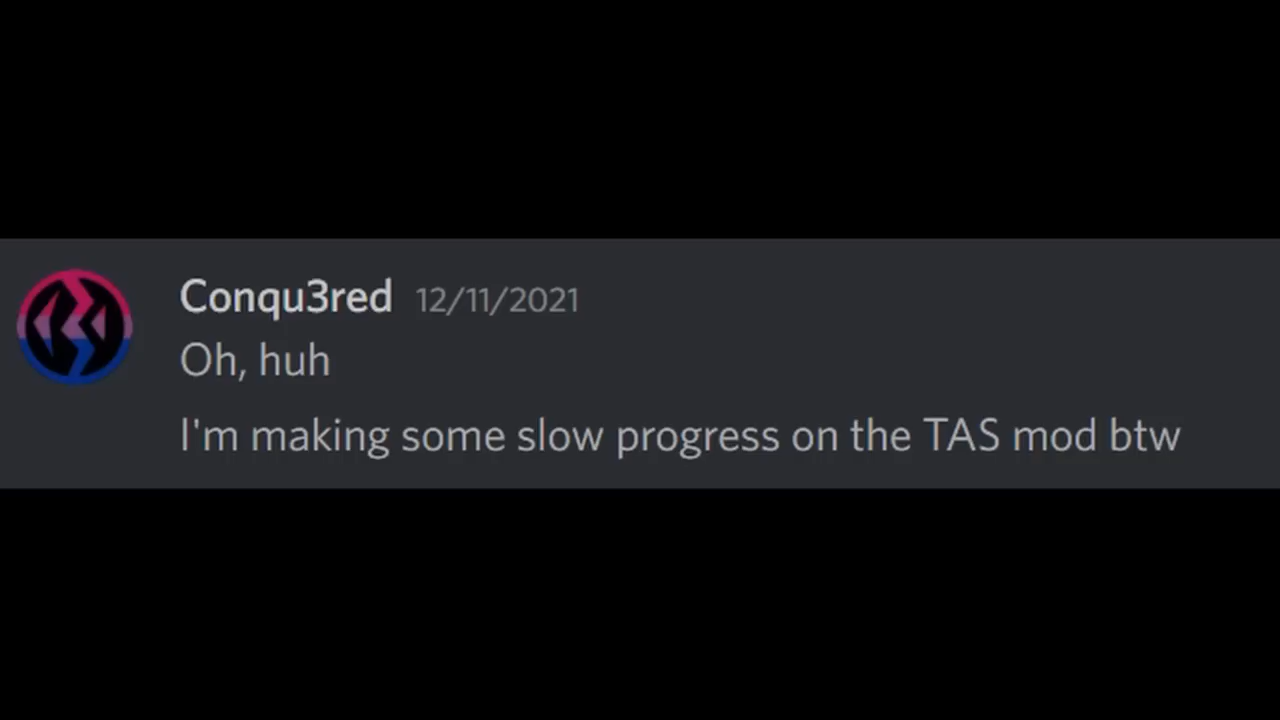 Conqu3red 12/11/2021
Oh, huh
I'm making some slow progress on the TAS mod btw